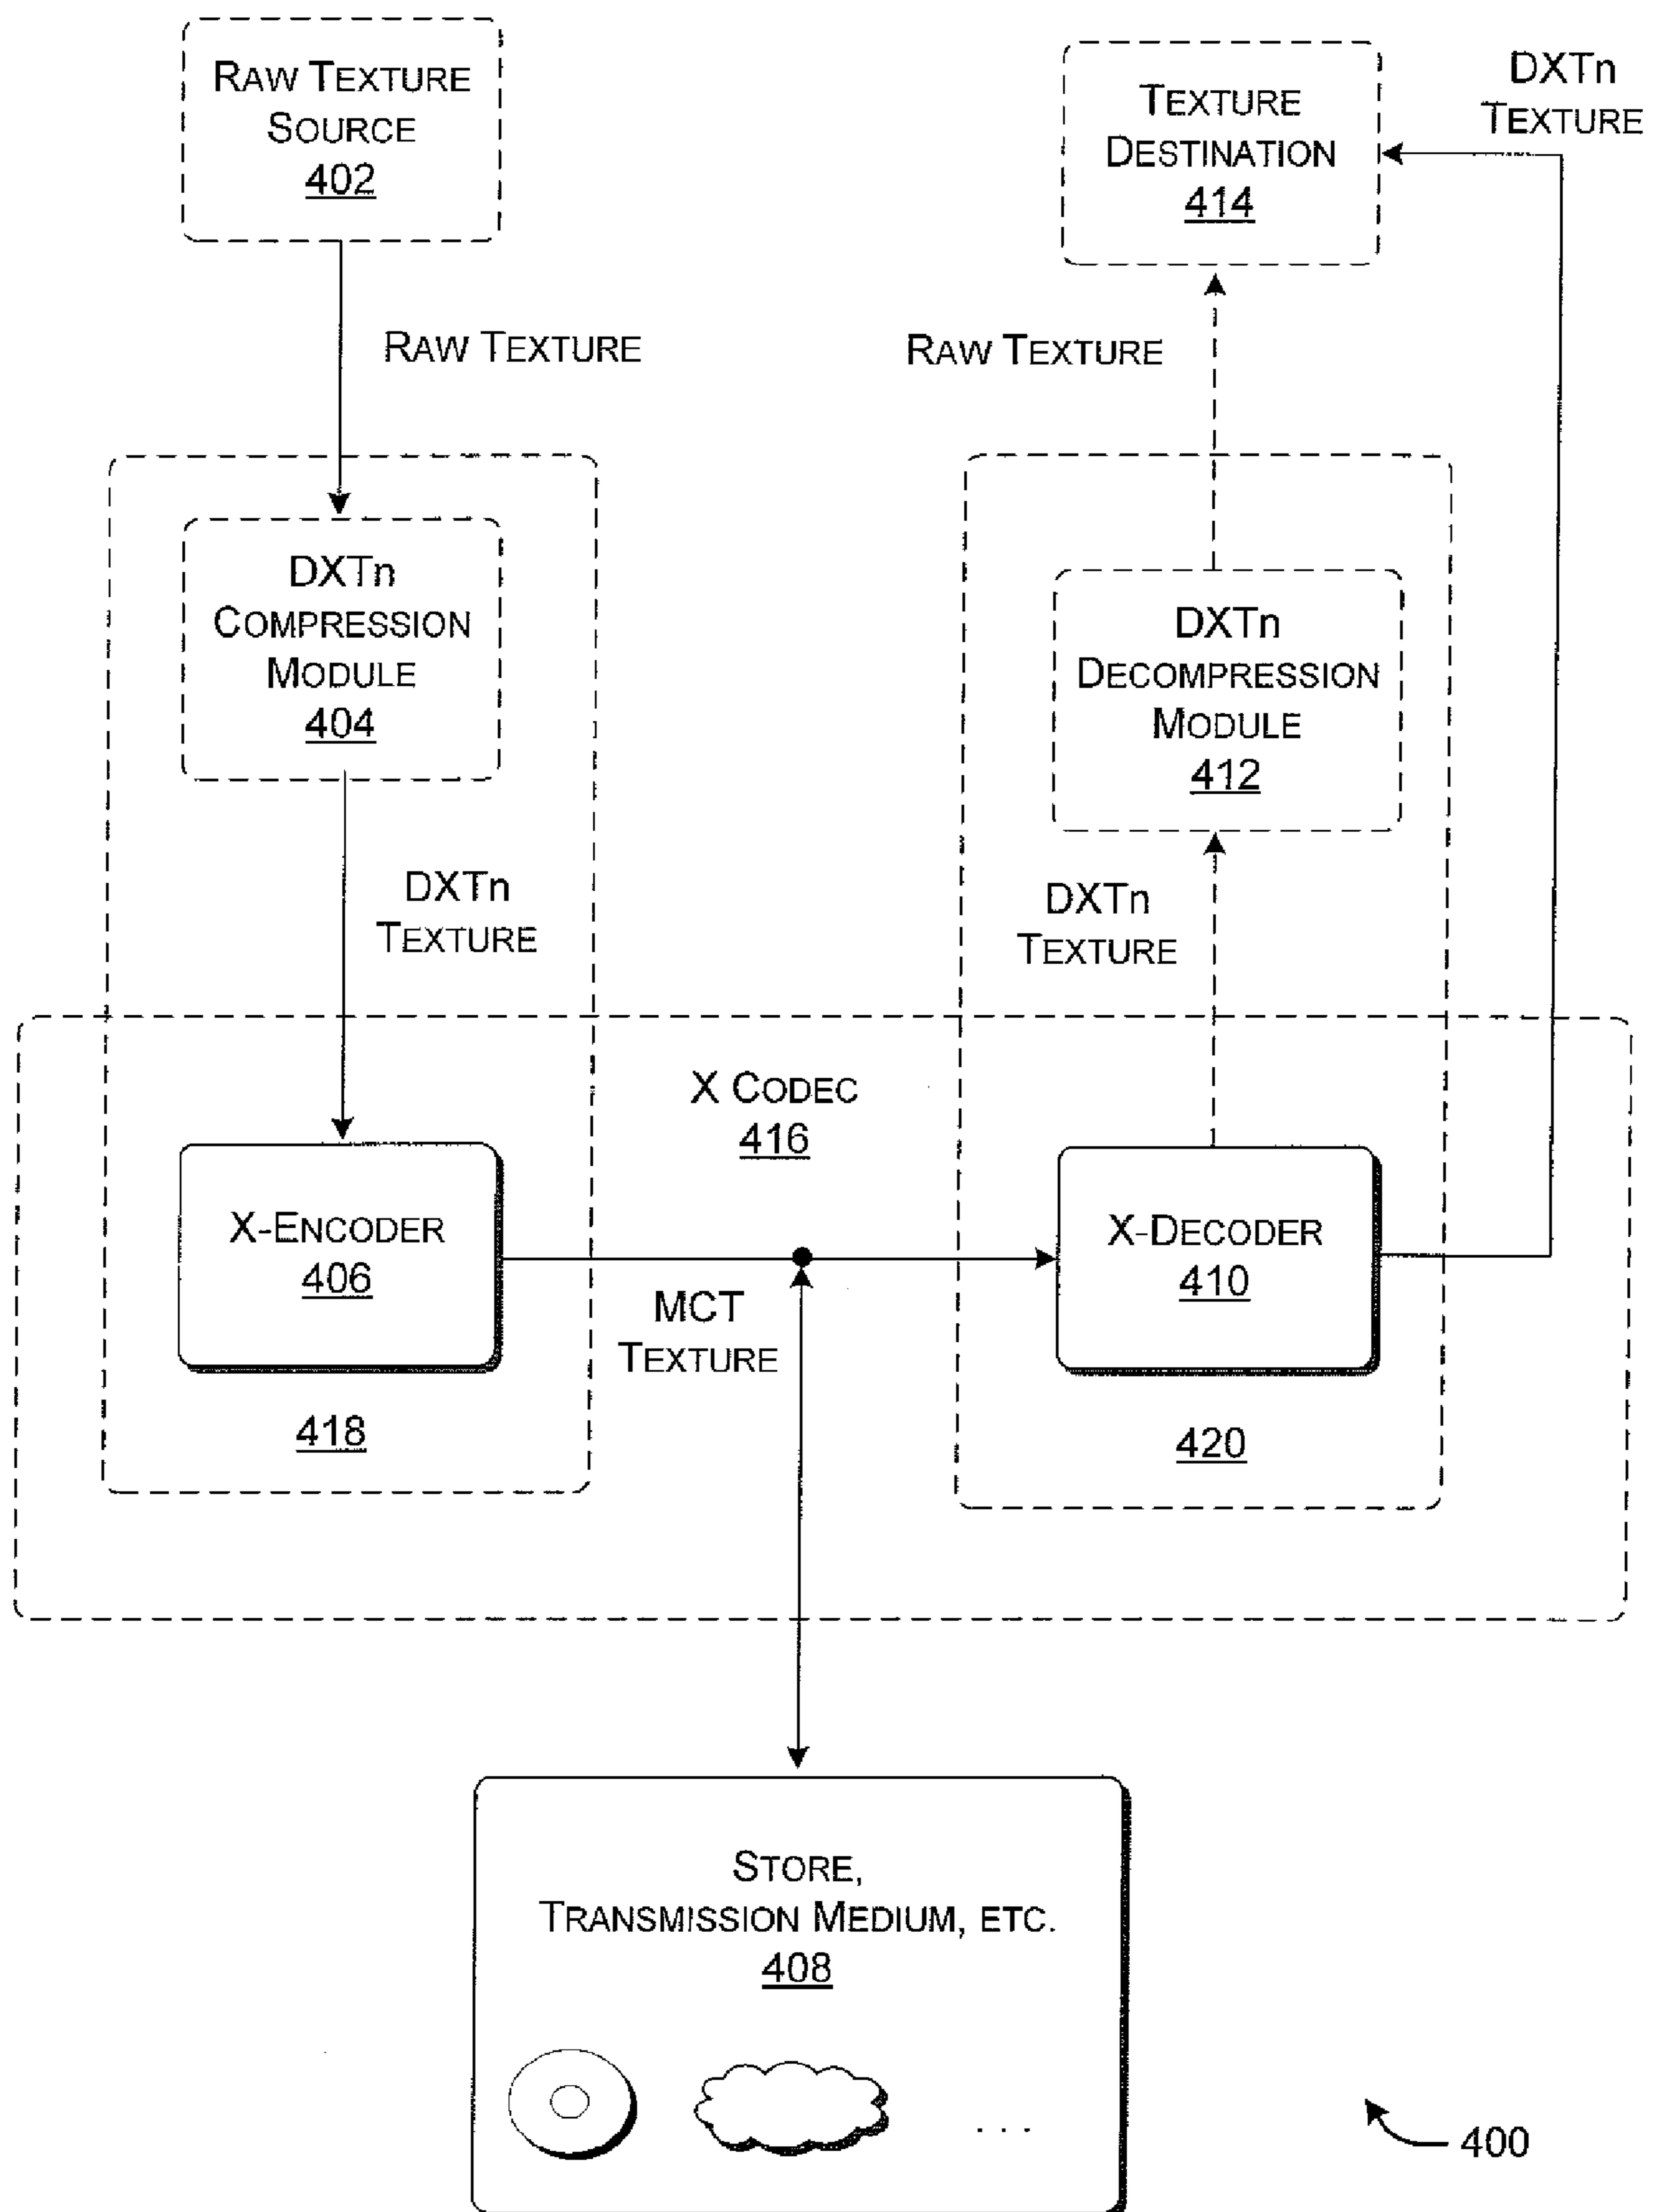 RAW TEXTURE
SOURCE
402
TEXTURE
DESTINATION
414
DXTn
TEXTURE
RAW TEXTURE
RAW TEXTURE
DXTn
COMPRESSION
MODULE
404
DXTn
DECOMPRESSION
MODULE
412
DXTn
TEXTURE
DXTn
TEXTURE
X CODEC
416
X-ENCODER
406
X-DECODER
410
MCT
TEXTURE
418
420
STORE,
TRANSMISSION MEDIUM, ETC.
408
. . .
400